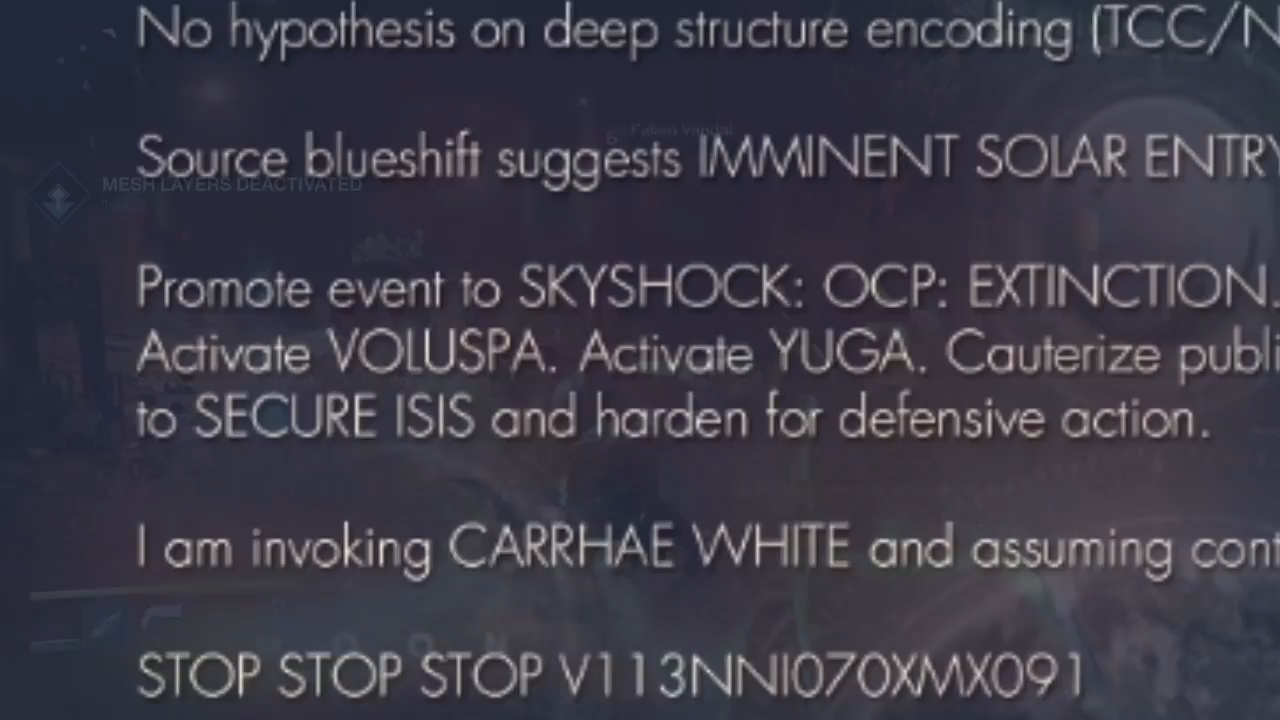 No hypothesis on deep structure encoding (TCC/N
Source blueshift suggests IMMINENT SOLAR ENTRY
Fallen Vandal
MESH LAYERS DEACTIVATED
Promote event to SKYSHOCK: OCP: EXTINCTION.
Activate VOLUSPA. Activate YUGA. Cauterize publi
to SECURE ISIS and harden for defensive action.
I am invoking CARRHAE WHITE and assuming cont
STOP STOP STOP V113NNI070XMX091